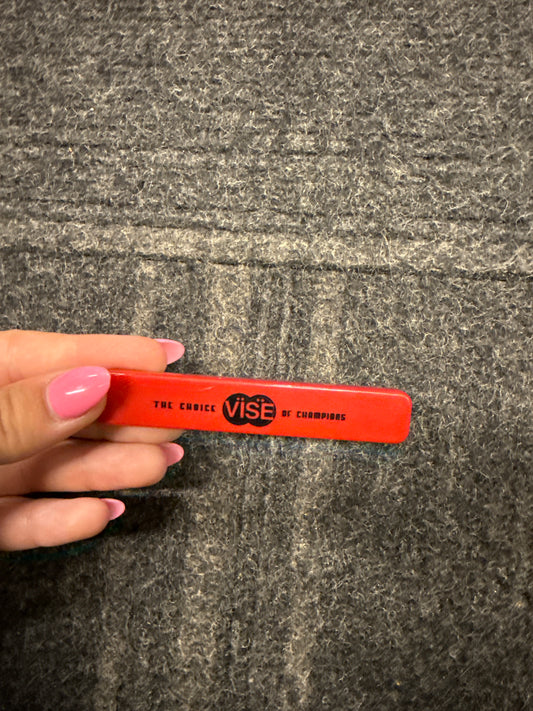 THE CHOICE VISE OF CHAMPIONS